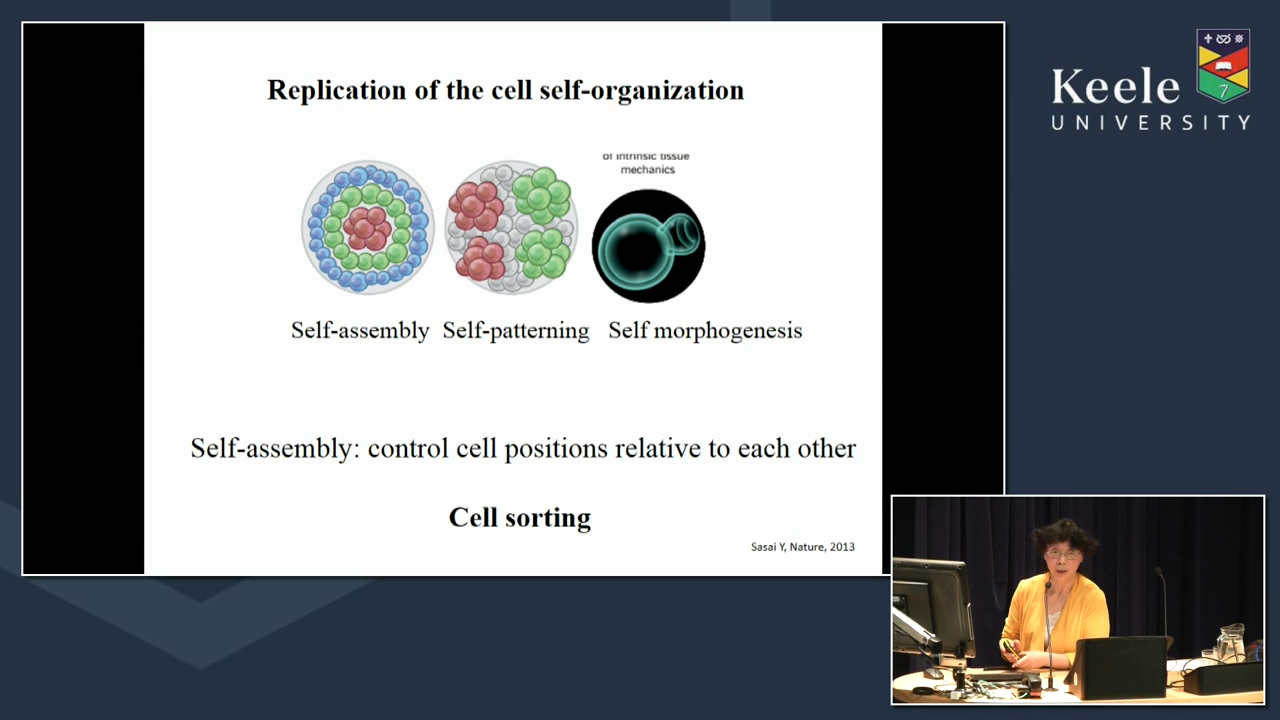 Replication of the cell self-organization
of intrinsic tissue
mechanics
Self-assembly Self-patterning Self morphogenesis
Self-assembly: control cell positions relative to each other
Cell sorting
Sasai Y, Nature, 2013
Keele
UNIVERSITY